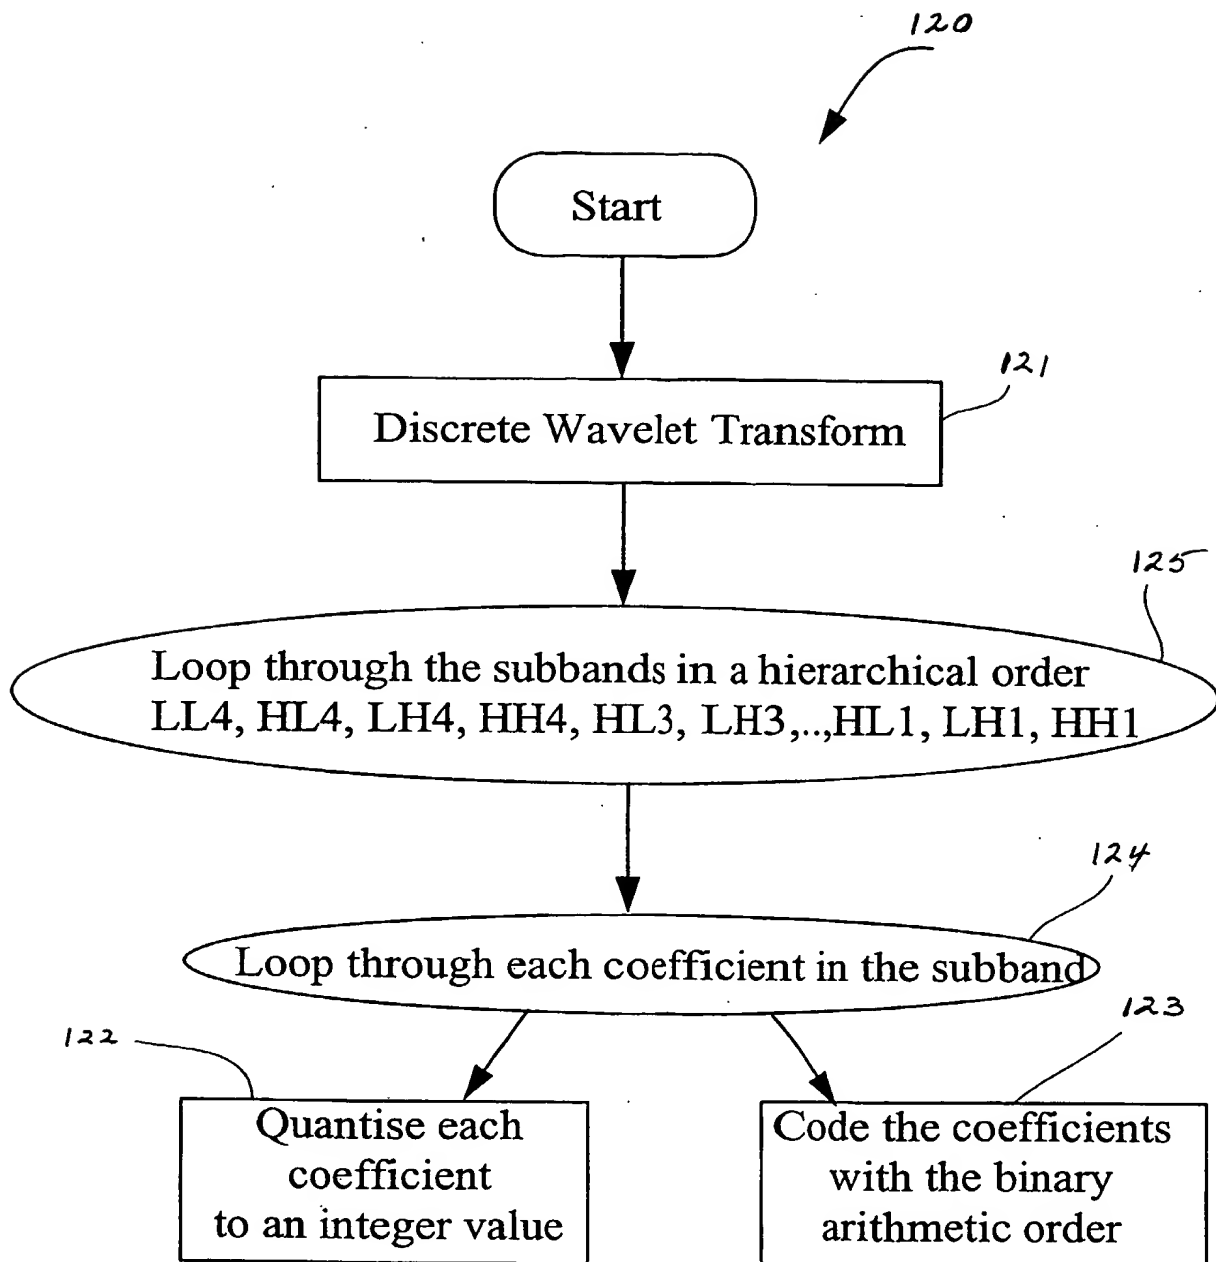 120
Start
121
Discrete Wavelet Transform
125
Loop through the subbands in a hierarchical order
LL4, HL4, LH4, HH4, HL3, LH3,..,HL1, LH1, HH1
124
Loop through each coefficient in the subband
122
123
Quantise each
coefficient
to an integer value
Code the coefficients
with the binary
arithmetic order